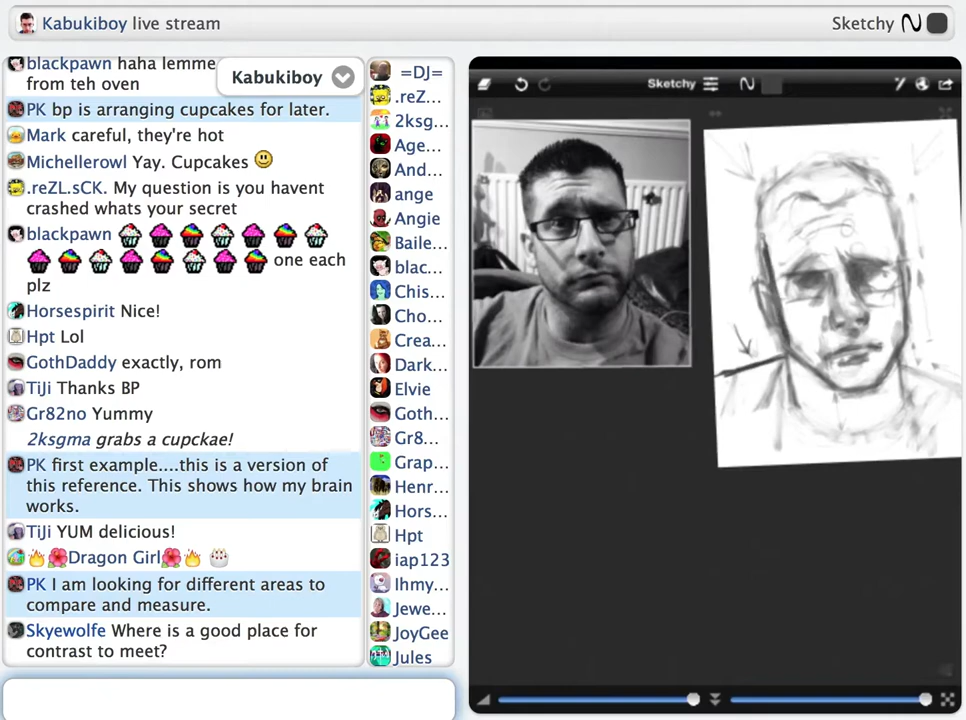 Kabukiboy live stream
Sketchy
blackpawn haha lemme
from teh oven
Kabukiboy
PK bp is arranging cupcakes for later.
Mark careful, they're hot
Michellerowl Yay. Cupcakes
.reZL.sCK. My question is you havent
crashed whats your secret
blackpawn
one each
plz
Horsespirit Nice!
Hpt Lol
GothDaddy exactly, rom
TiJi Thanks BP
Gr82no Yummy
2ksgma grabs a cupckae!
PK first example....this is a version of
this reference. This shows how my brain
works.
TiJi YUM delicious!
Dragon Girl
PK I am looking for different areas to
compare and measure.
Skyewolfe Where is a good place for
contrast to meet?
=DJ=
.reZ...
2ksg...
Age...
And...
ange
Angie
Baile...
blac...
Chis...
Cho...
Crea...
Dark...
Elvie
Goth...
Gr8...
Grap...
Henr...
Hors...
Hpt
iap123
Ihmy...
Jewe...
JoyGee
Jules
Sketchy